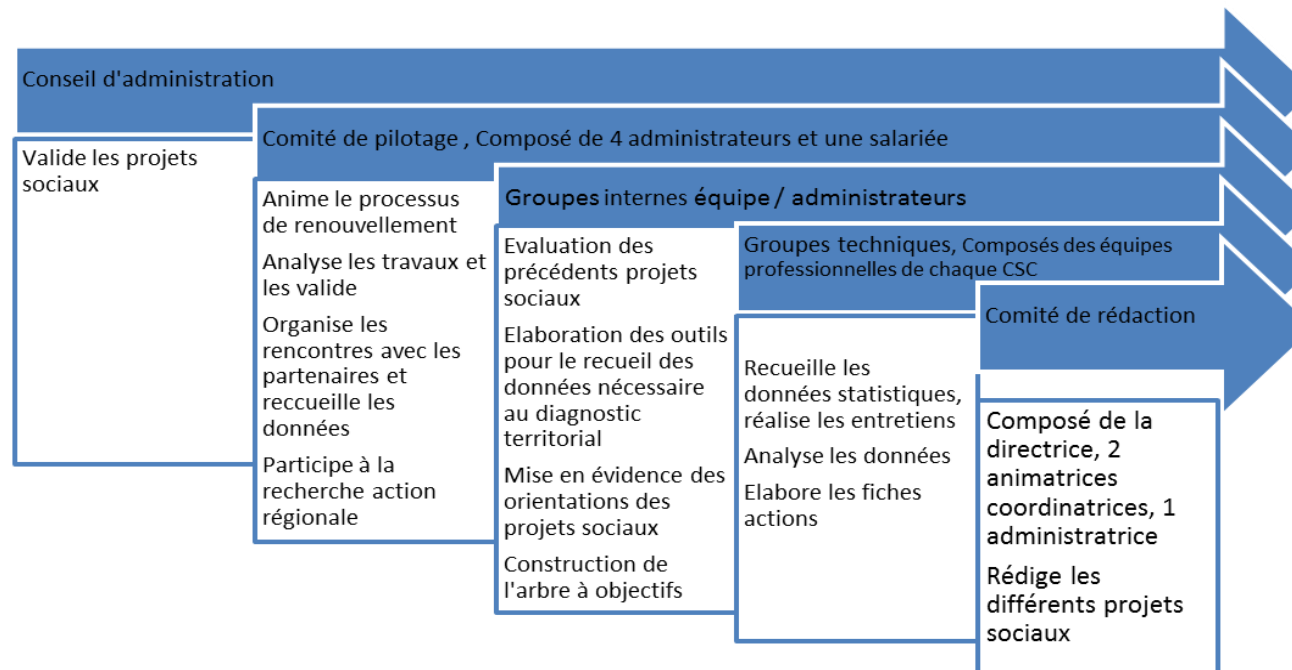 Conseil d'administration
Valide les projets
sociaux
Comité de pilotage , Composé de 4 administrateurs et une salariée
Anime le processus
de renouvellement
Analyse les travaux et
les valide
Organise les
rencontres avec les
partenaires et
reccueille les
données
Participe à la
recherche action
régionale
Groupes internes équipe / administrateurs
Evaluation des
précédents projets
sociaux
Elaboration des outils
pour le recueil des
données nécessaire
au diagnostic
territorial
Mise en évidence des
orientations des
projets sociaux
Construction de
l'arbre à objectifs
Groupes techniques, Composés des équipes
professionnelles de chaque CSC
Recueille les
données statistiques,
réalise les entretiens
Analyse les données
Elabore les fiches
actions
Comité de rédaction
Composé de la
directrice, 2
animatrices
coordinatrices, 1
administratrice
Rédige les
différents projets
sociaux